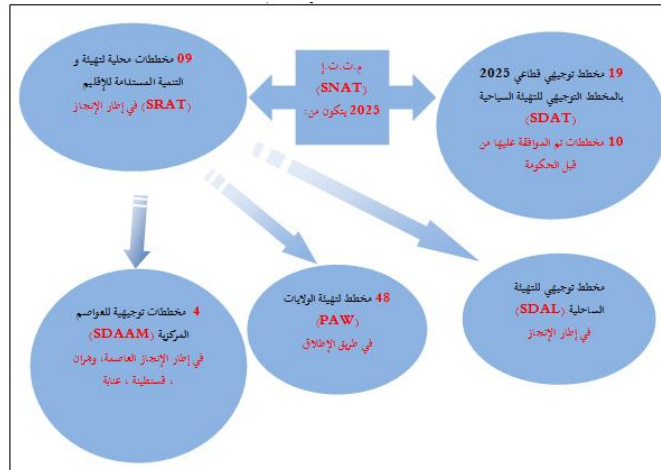 09 مخططات محلية لتهيئة و
التنمية المستدامة للإقليم
(SRAT) في إطار الإنجاز
م.ت.ت.إ
(SNAT)
2025 يتكون من:
19 مخطط توجيهي قطاعي 2025
بالمخطط التوجيهي للتهيئة السياحية
(SDAT)
10 مخططات تم الموافقة عليها من
قبل الحكومة
4 مخططات توجيهية للعواصم
المركزية (SDAAM)
في إطار الإنجاز العاصمة، وهران
، قسنطينة ، عنابة
48 مخطط لتهيئة الولايات
(PAW)
في طريق الإطلاق
مخطط توجيهي للتهيئة
الساحلية (SDAL)
في إطار الإنجاز